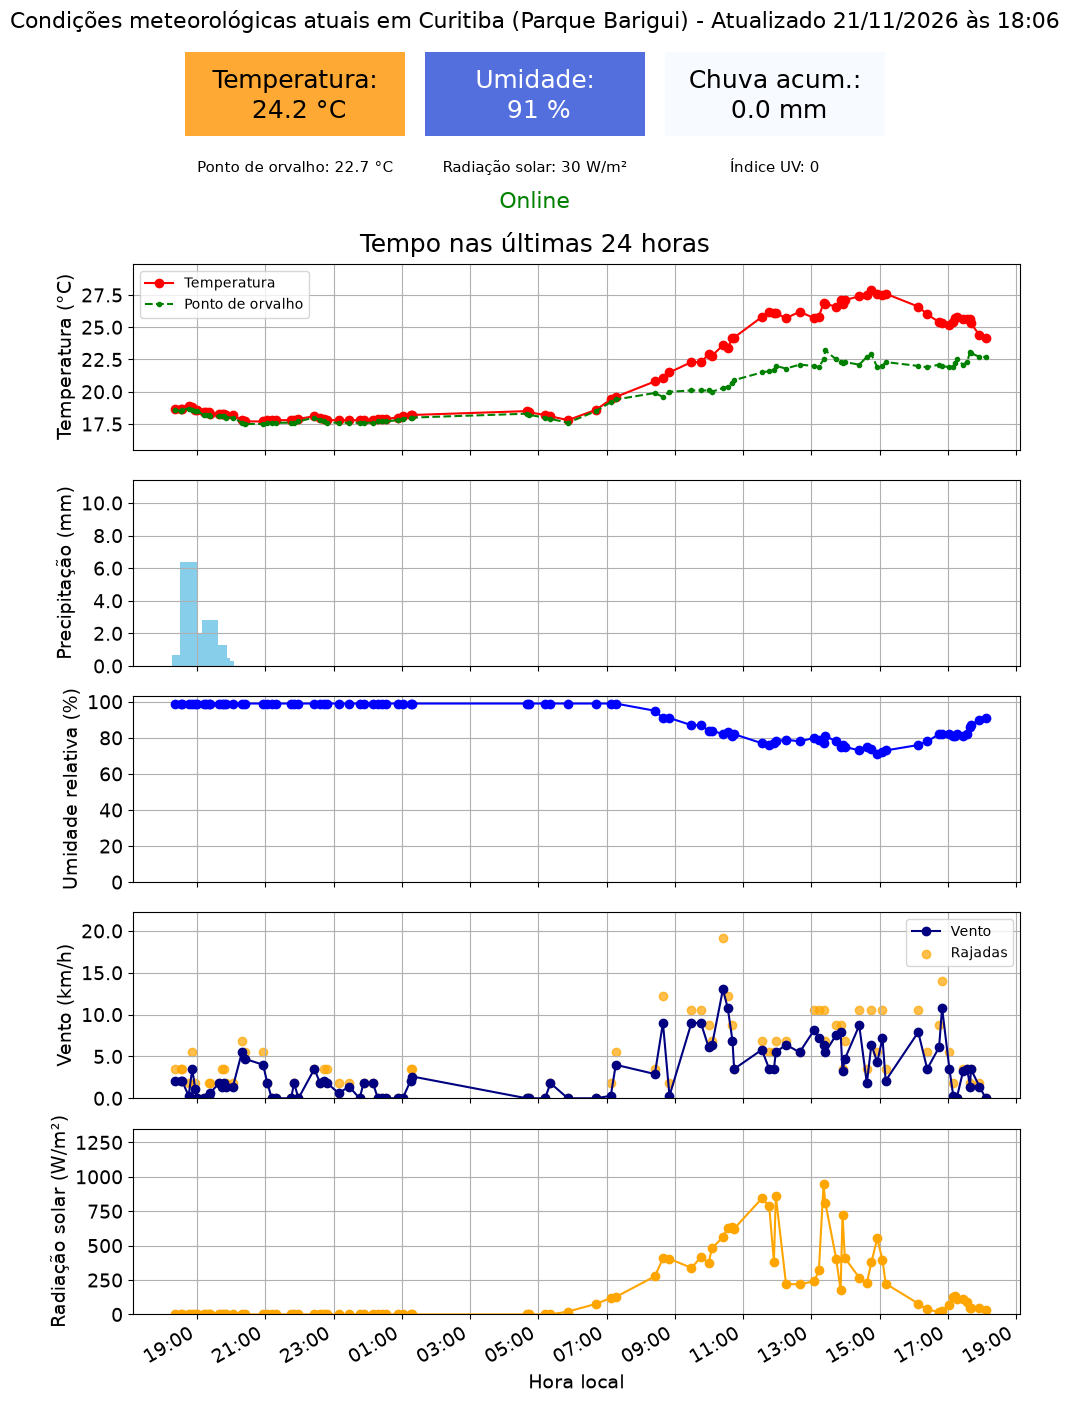 Condições meteorológicas atuais em Curitiba (Parque Barigui) - Atualizado 21/11/2026 às 18:06
Temperatura:
24.2 °C
Umidade:
91 %
Chuva acum.:
0.0 mm
Ponto de orvalho: 22.7 °C
Radiação solar: 30 W/m²
Índice UV: 0
Online
Tempo nas últimas 24 horas
Temperatura (°C)
27.5
25.0
22.5
20.0
17.5
Temperatura
Ponto de orvalho
Precipitação (mm)
10.0
8.0
6.0
4.0
2.0
0.0
Umidade relativa (%)
100
80
60
40
20
0
Vento (km/h)
20.0
15.0
10.0
5.0
0.0
Vento
Rajadas
Radiação solar (W/m²)
1250
1000
750
500
250
0
19:00
21:00
23:00
01:00
03:00
05:00
07:00
09:00
11:00
13:00
15:00
17:00
19:00
Hora local